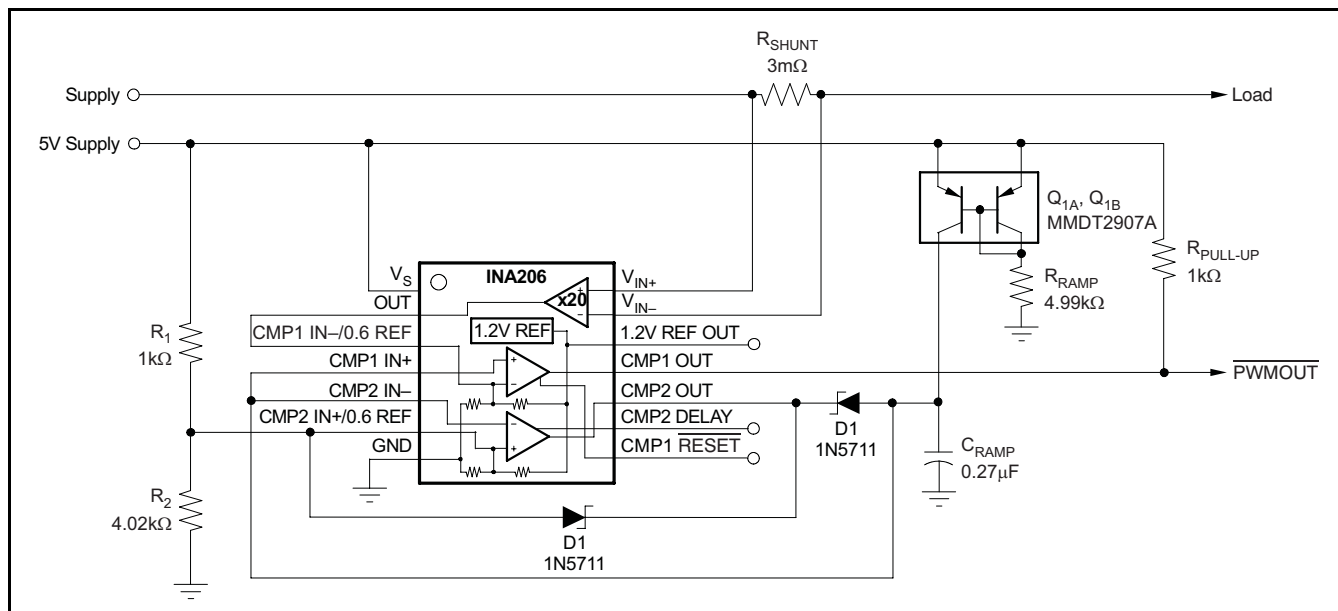 R_SHUNT
3mΩ
Supply
Load
5V Supply
Q_1A, Q_1B
MMDT2907A
R_PULL-UP
1kΩ
R_RAMP
4.99kΩ
V_S
INA206
V_IN+
OUT
x20
V_IN–
CMP1 IN–/0.6 REF
1.2V REF
1.2V REF OUT
R_1
1kΩ
CMP1 IN+
CMP1 OUT
PWMOUT
CMP2 IN–
CMP2 OUT
CMP2 IN+/0.6 REF
CMP2 DELAY
GND
CMP1 RESET
D1
1N5711
C_RAMP
0.27μF
R_2
4.02kΩ
D1
1N5711
+
–
+
–
–
+